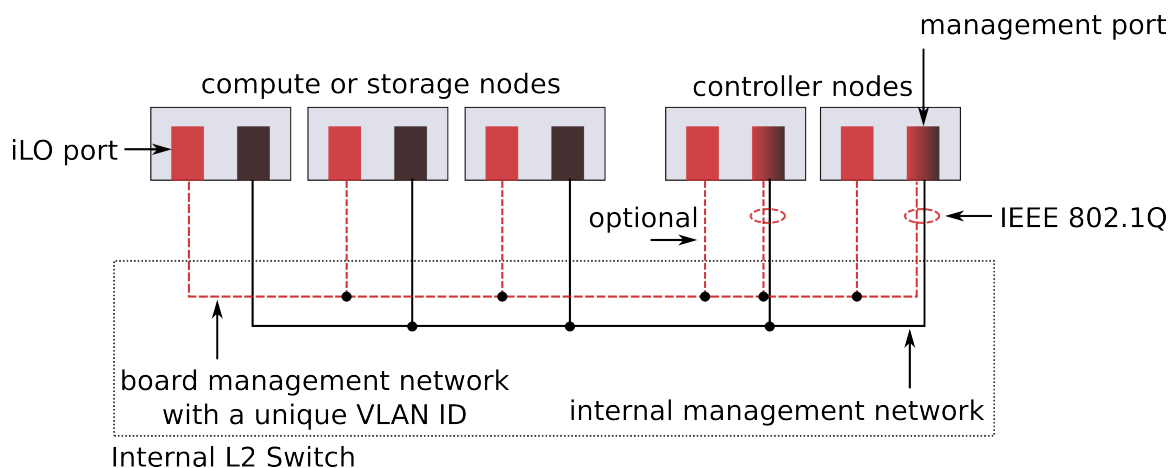 management port
compute or storage nodes
controller nodes
iLO port
optional
IEEE 802.1Q
board management network
with a unique VLAN ID
internal management network
Internal L2 Switch